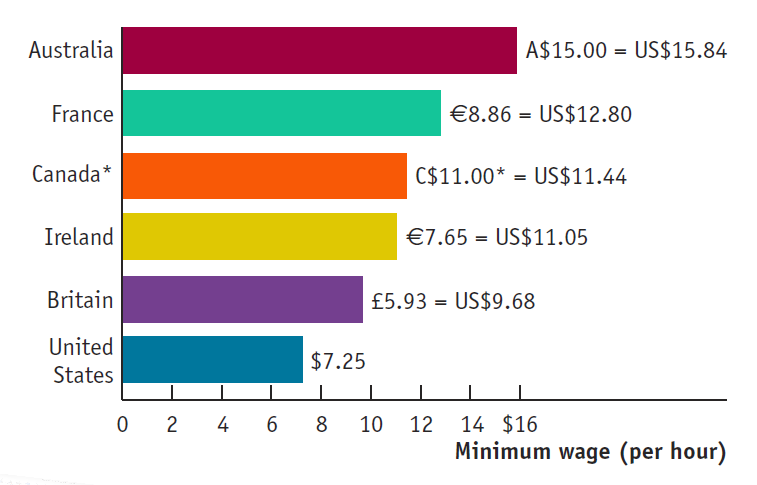 Australia A$15.00 = US$15.84
France €8.86 = US$12.80
Canada* C$11.00* = US$11.44
Ireland €7.65 = US$11.05
Britain £5.93 = US$9.68
United
States $7.25
0 2 4 6 8 10 12 14 $16
Minimum wage (per hour)